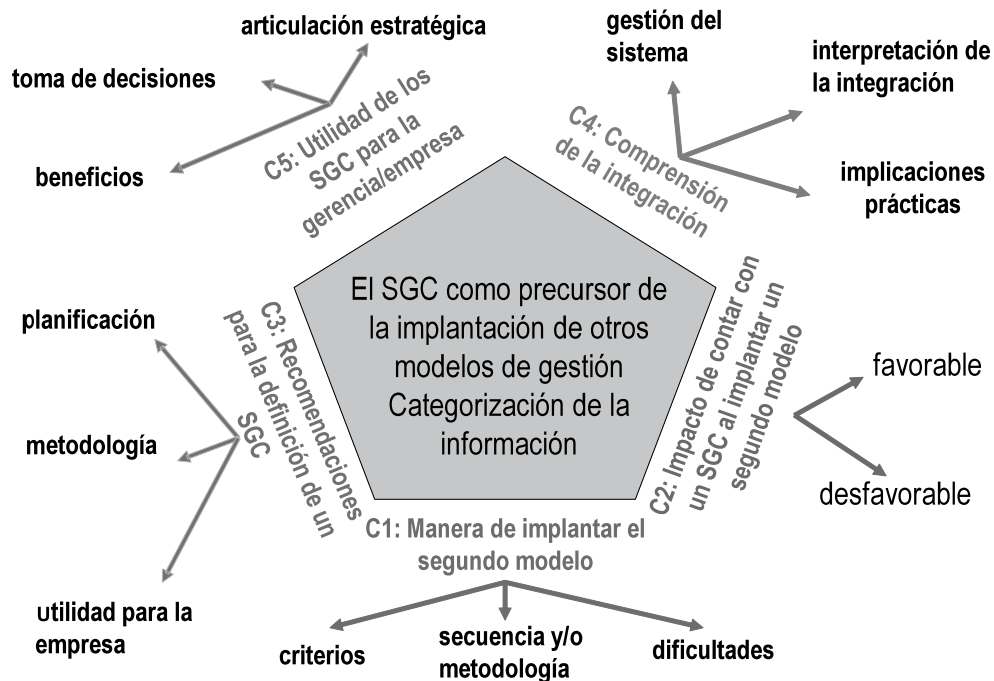 articulación estratégica
toma de decisiones
beneficios
C5: Utilidad de los
SGC para la
gerencia/empresa
gestión del
sistema
interpretación de
la integración
implicaciones
prácticas
C4: Comprensión
de la integración
El SGC como precursor de
la implantación de otros
modelos de gestión
Categorización de la
información
planificación
metodología
utilidad para la
empresa
C3: Recomendaciones
para la definición de un
SGC
C2: Impacto de contar con
un SGC al implantar un
segundo modelo
favorable
desfavorable
C1: Manera de implantar el
segundo modelo
criterios
secuencia y/o
metodología
dificultades